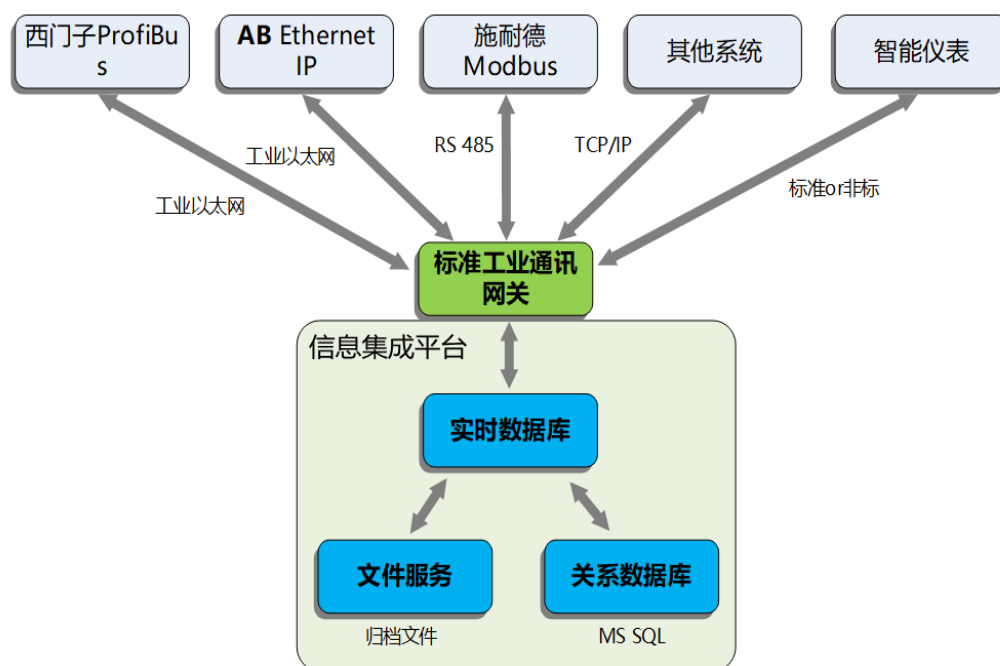 西门子ProfiBu
s
AB Ethernet
IP
施耐德
Modbus
其他系统
智能仪表
工业以太网
工业以太网
RS 485
TCP/IP
标准or非标
标准工业通讯
网关
信息集成平台
实时数据库
文件服务
关系数据库
归档文件
MS SQL